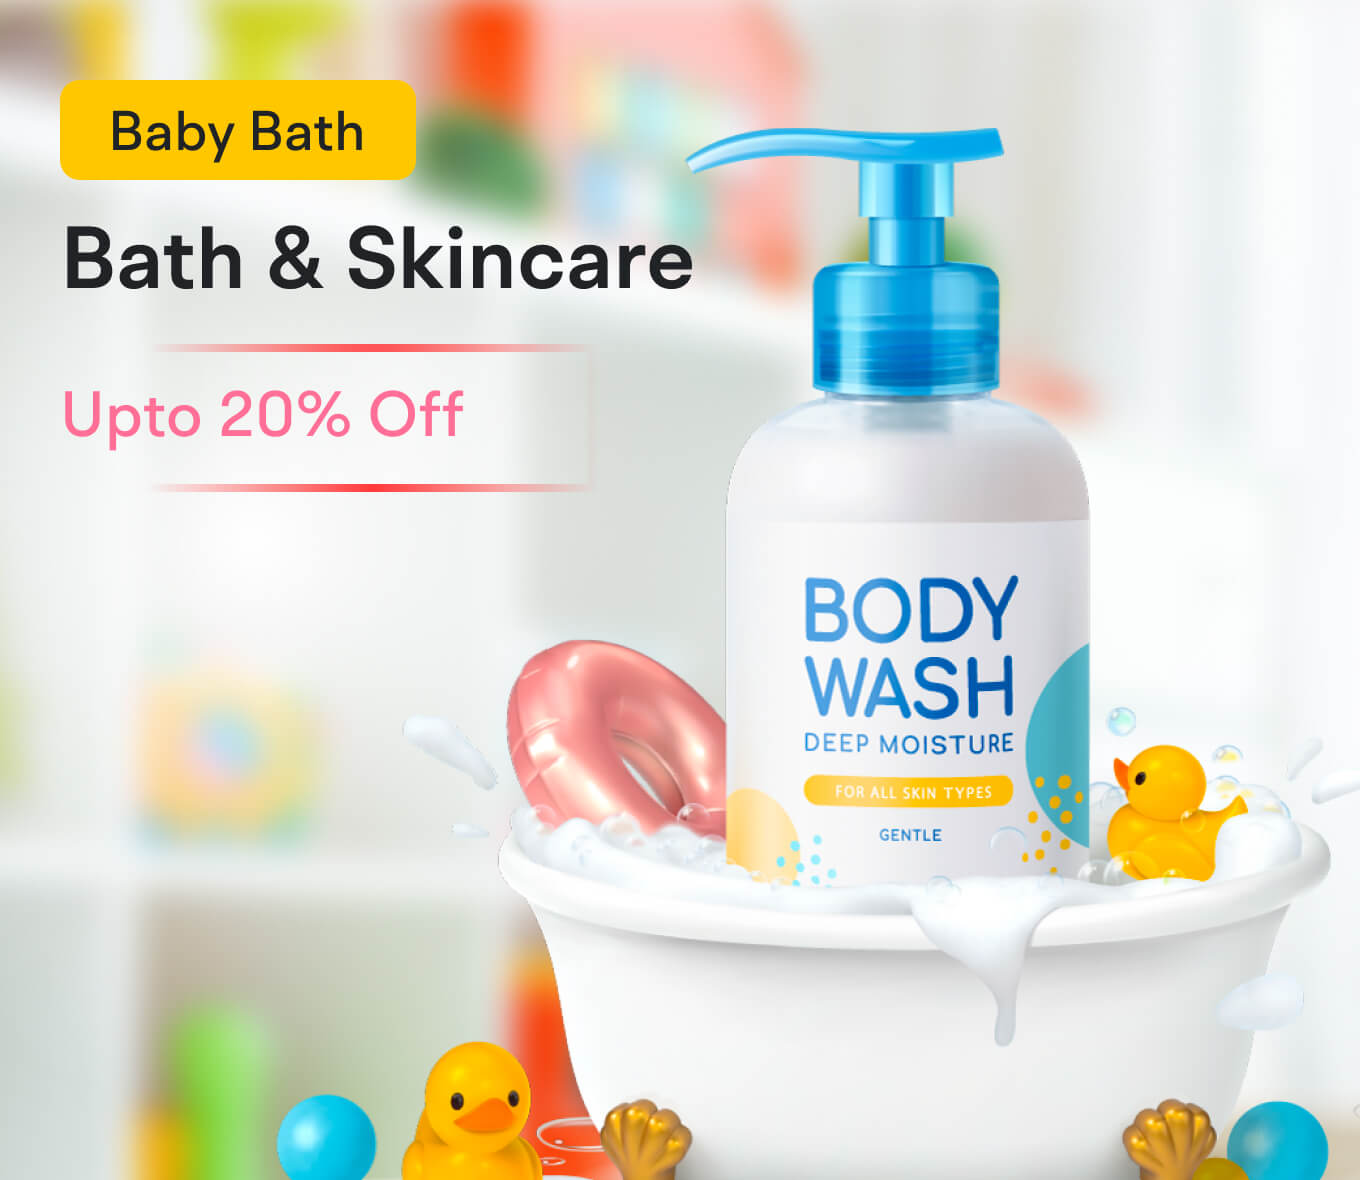 Baby Bath
Bath & Skincare
Upto 20% Off
BODY
WASH
DEEP MOISTURE
FOR ALL SKIN TYPES
GENTLE